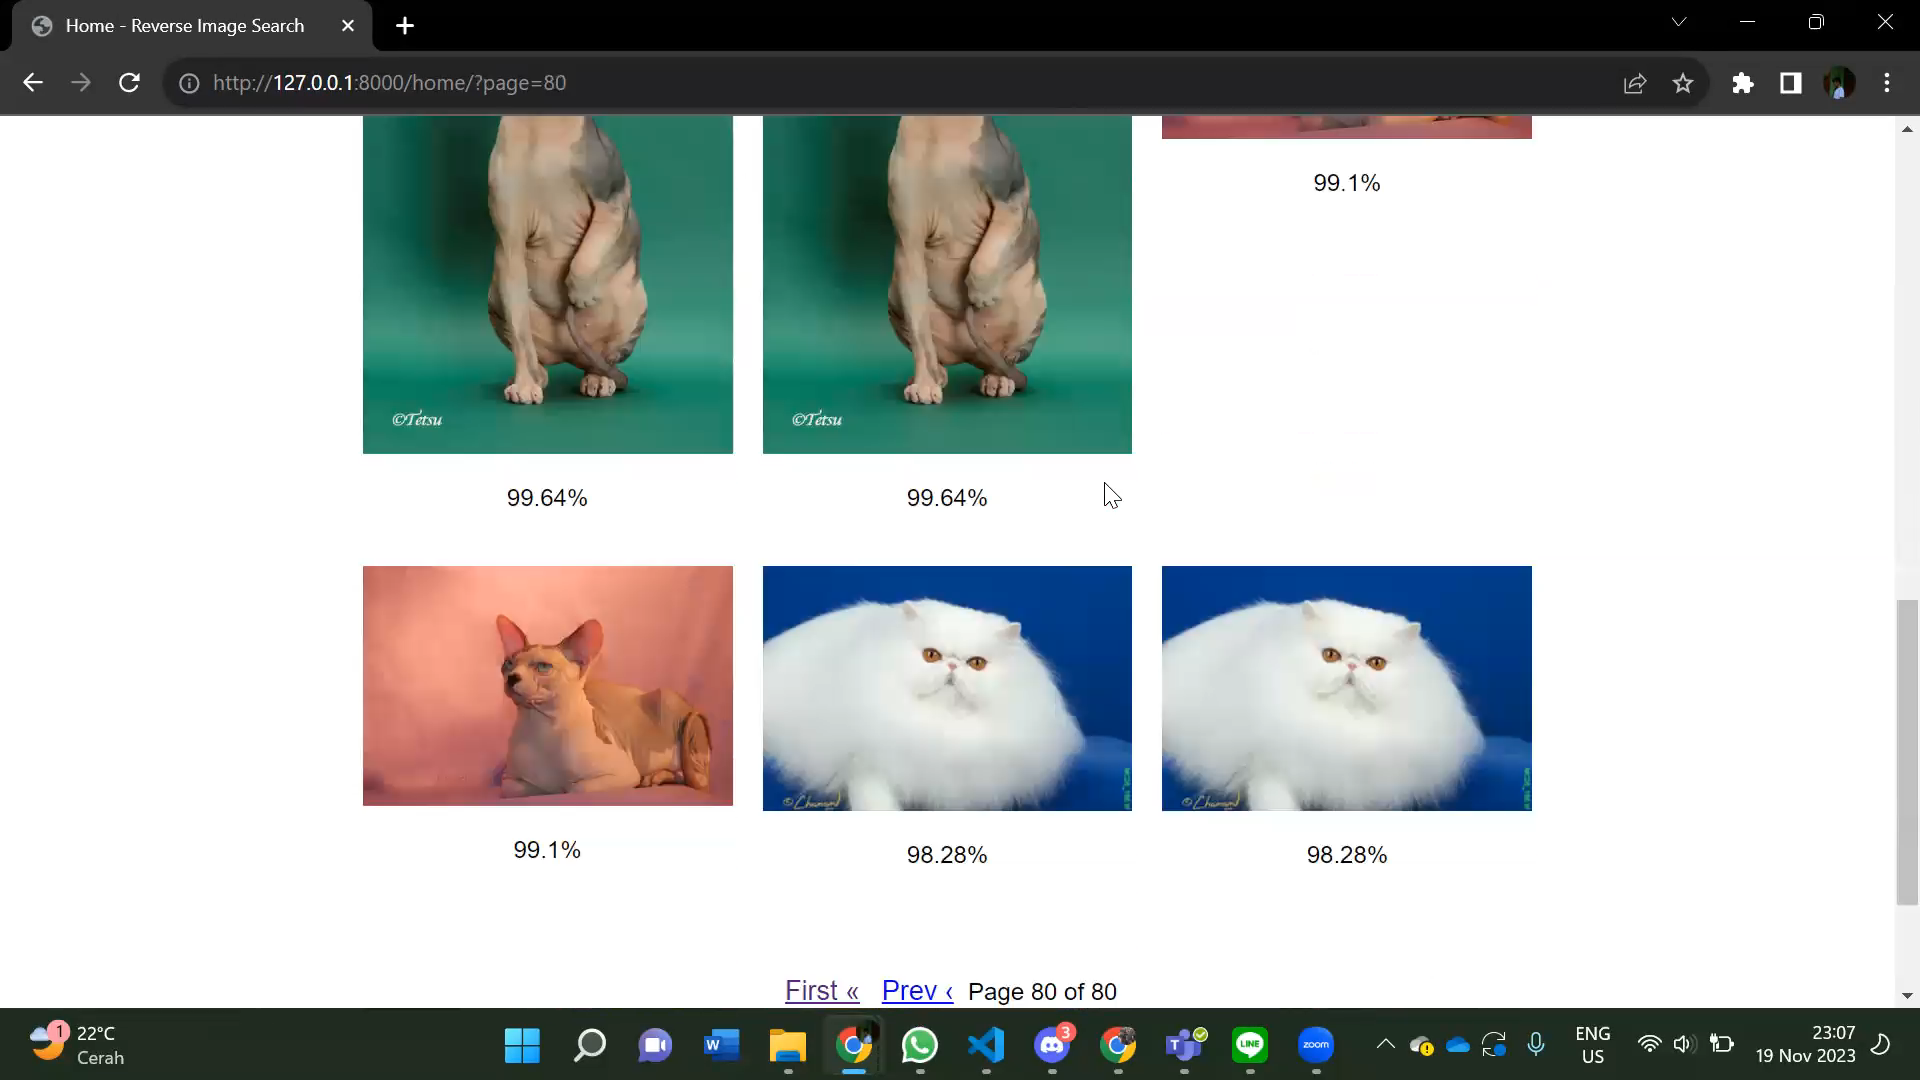 Home - Reverse Image Search
http://127.0.0.1:8000/home/?page=80
99.1%
©Tetsu
©Tetsu
99.64%
99.64%
99.1%
98.28%
98.28%
First «
Prev ‹
Page 80 of 80
1
22°C
Cerah
W
3
T
LINE
zoom
ENG
US
23:07
19 Nov 2023